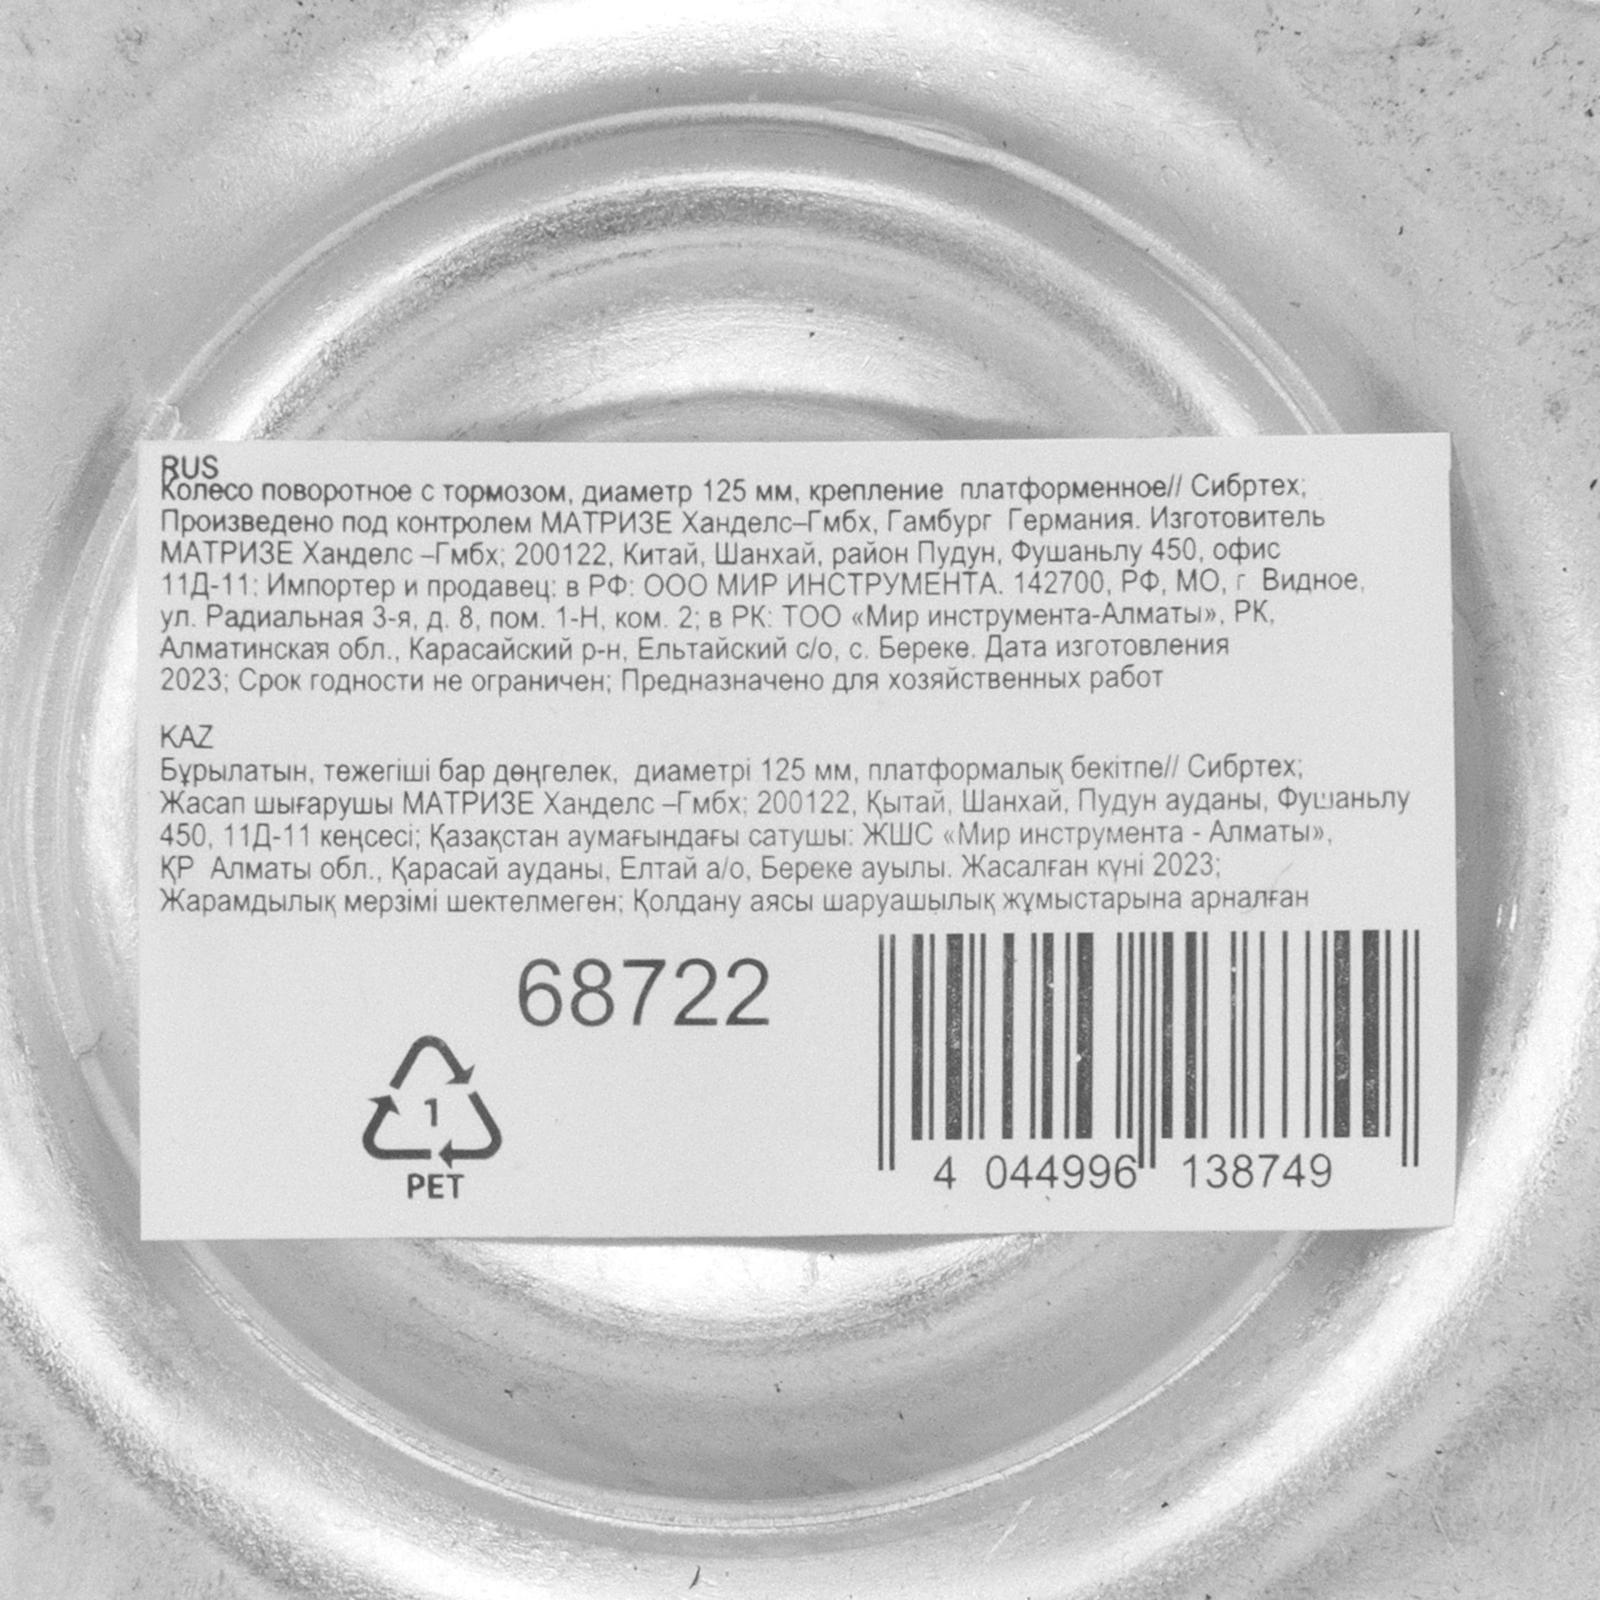 RUS
Колесо поворотное с тормозом, диаметр 125 мм, крепление платформенное// Сибртех;
Произведено под контролем МАТРИЗЕ Ханделс–Гмбх, Гамбург Германия. Изготовитель
МАТРИЗЕ Ханделс –Гмбх; 200122, Китай, Шанхай, район Пудун, Фушаньлу 450, офис
11Д-11; Импортер и продавец: в РФ: ООО МИР ИНСТРУМЕНТА. 142700, РФ, МО, г Видное,
ул. Радиальная 3-я, д. 8, пом. 1-Н, ком. 2; в РК: ТОО «Мир инструмента-Алматы», РК,
Алматинская обл., Карасайский р-н, Ельтайский с/о, с. Береке. Дата изготовления
2023; Срок годности не ограничен; Предназначено для хозяйственных работ
KAZ
Бұрылатын, тежегіші бар дөңгелек, диаметрі 125 мм, платформалық бекітпе// Сибртех;
Жасап шығарушы МАТРИЗЕ Ханделс –Гмбх; 200122, Қытай, Шанхай, Пудун ауданы, Фушаньлу
450, 11Д-11 кеңсесі; Қазақстан аумағындағы сатушы: ЖШС «Мир инструмента - Алматы»,
ҚР Алматы обл., Қарасай ауданы, Елтай а/о, Береке ауылы. Жасалған күні 2023;
Жарамдылық мерзімі шектелмеген; Қолдану аясы шаруашылық жұмыстарына арналған
68722
1
PET
4 044996 138749